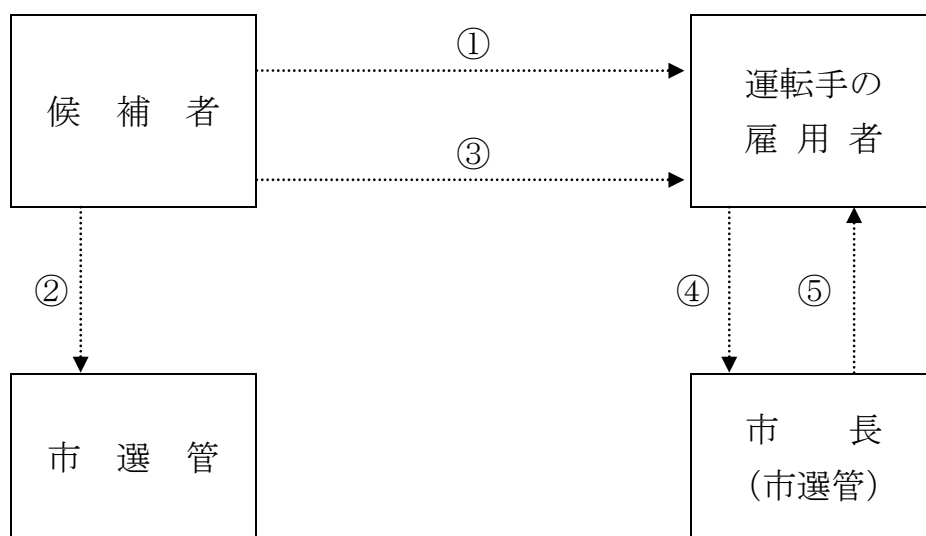 ①
候補者
運転手の
雇用者
③
②
④
⑤
市選管
市長
（市選管）